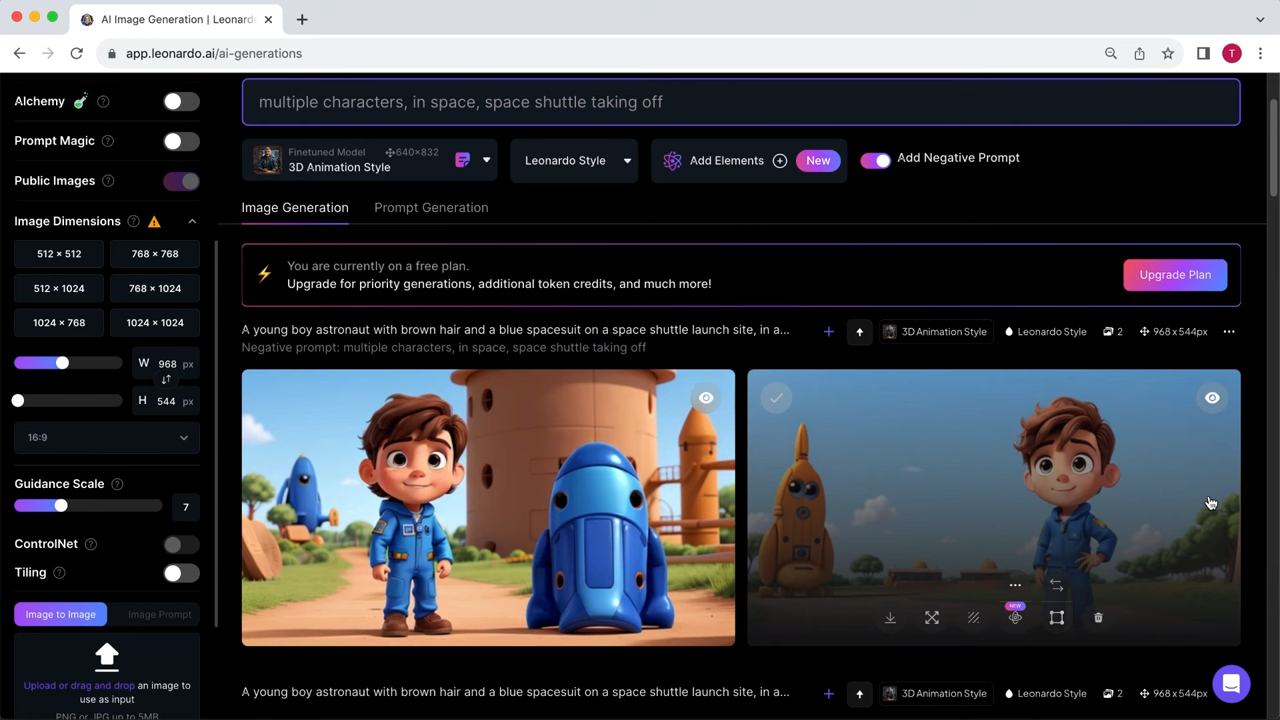 AI Image Generation | Leonard
app.leonardo.ai/ai-generations
T
Alchemy
Prompt Magic
Public Images
Image Dimensions
512 × 512
768 × 768
512 × 1024
768 × 1024
1024 × 768
1024 × 1024
W 968 px
H 544 px
16:9
Guidance Scale
7
ControlNet
Tiling
Image to Image
Image Prompt
Upload or drag and drop an image to
use as input
PNG or JPG up to 5MB
multiple characters, in space, space shuttle taking off
Finetuned Model 640×832
3D Animation Style
Leonardo Style
Add Elements New
Add Negative Prompt
Image Generation
Prompt Generation
You are currently on a free plan.
Upgrade for priority generations, additional token credits, and much more!
Upgrade Plan
A young boy astronaut with brown hair and a blue spacesuit on a space shuttle launch site, in a...
3D Animation Style
Leonardo Style
2
968 x 544px
Negative prompt: multiple characters, in space, space shuttle taking off
NEW
A young boy astronaut with brown hair and a blue spacesuit on a space shuttle launch site, in a...
3D Animation Style
Leonardo Style
2
968 x 544px